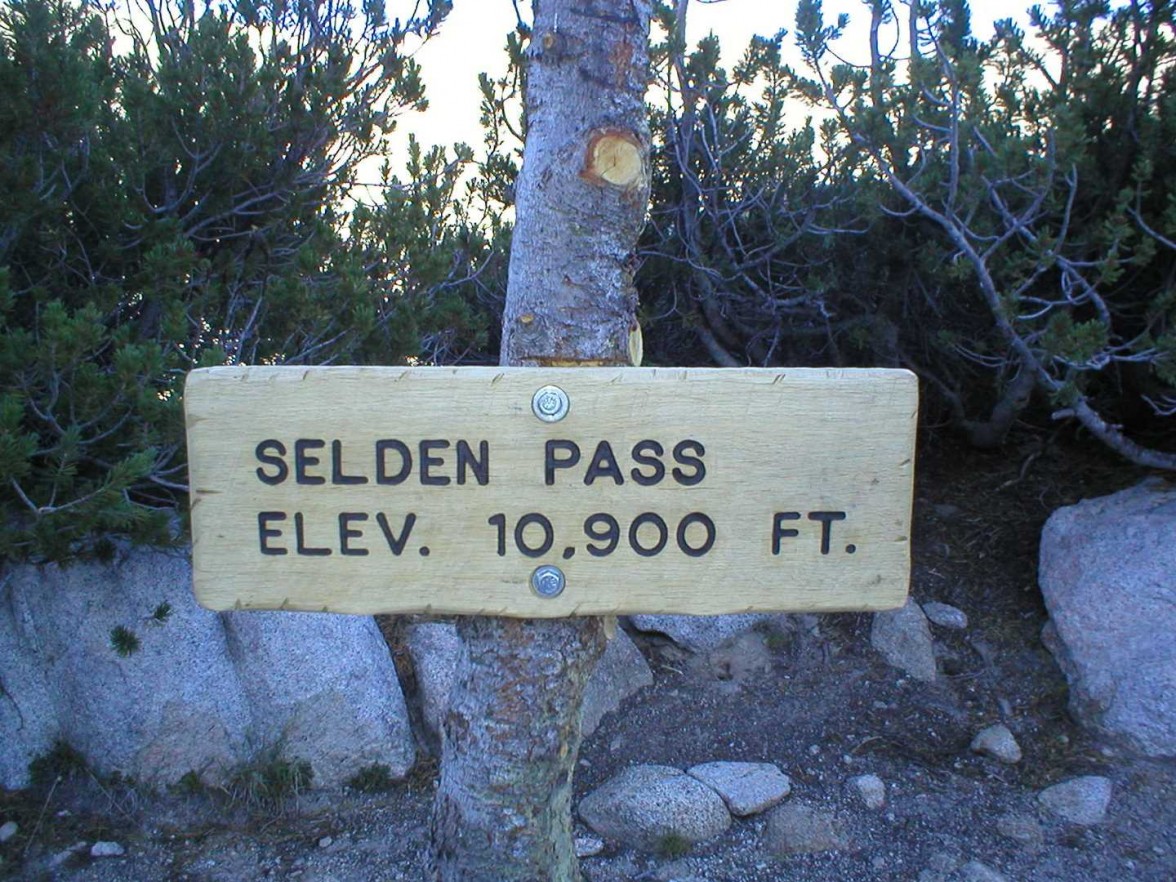 SELDEN PASS
ELEV. 10,900 FT.